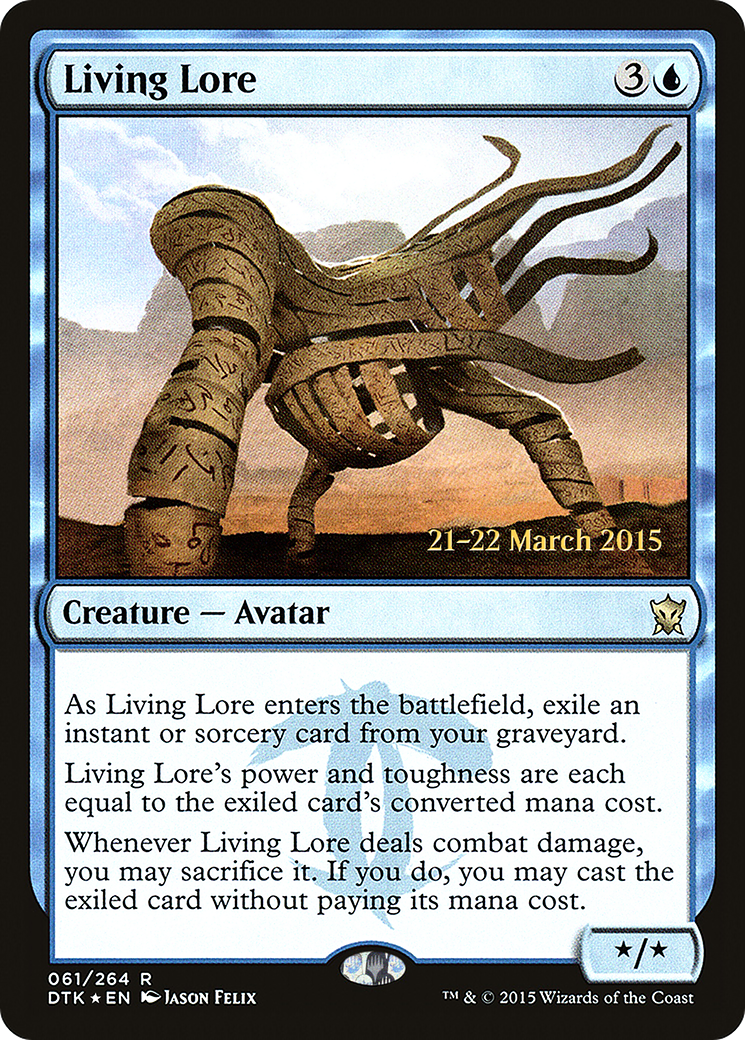 Living Lore 3
21–22 March 2015
Creature — Avatar
As Living Lore enters the battlefield, exile an
instant or sorcery card from your graveyard.
Living Lore's power and toughness are each
equal to the exiled card's converted mana cost.
Whenever Living Lore deals combat damage,
you may sacrifice it. If you do, you may cast the
exiled card without paying its mana cost.
★/★
061/264 R
DTK ★ EN Jason Felix
™ & © 2015 Wizards of the Coast